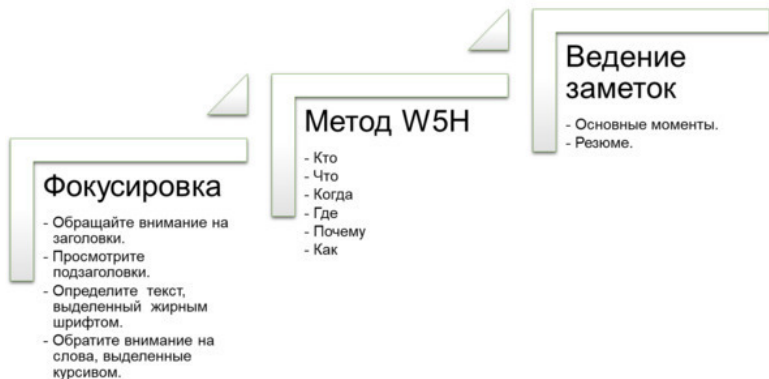 Фокусировка
- Обращайте внимание на
заголовки.
- Просмотрите
подзаголовки.
- Определите текст,
выделенный жирным
шрифтом.
- Обратите внимание на
слова, выделенные
курсивом.
Метод W5H
- Кто
- Что
- Когда
- Где
- Почему
- Как
Ведение
заметок
- Основные моменты.
- Резюме.